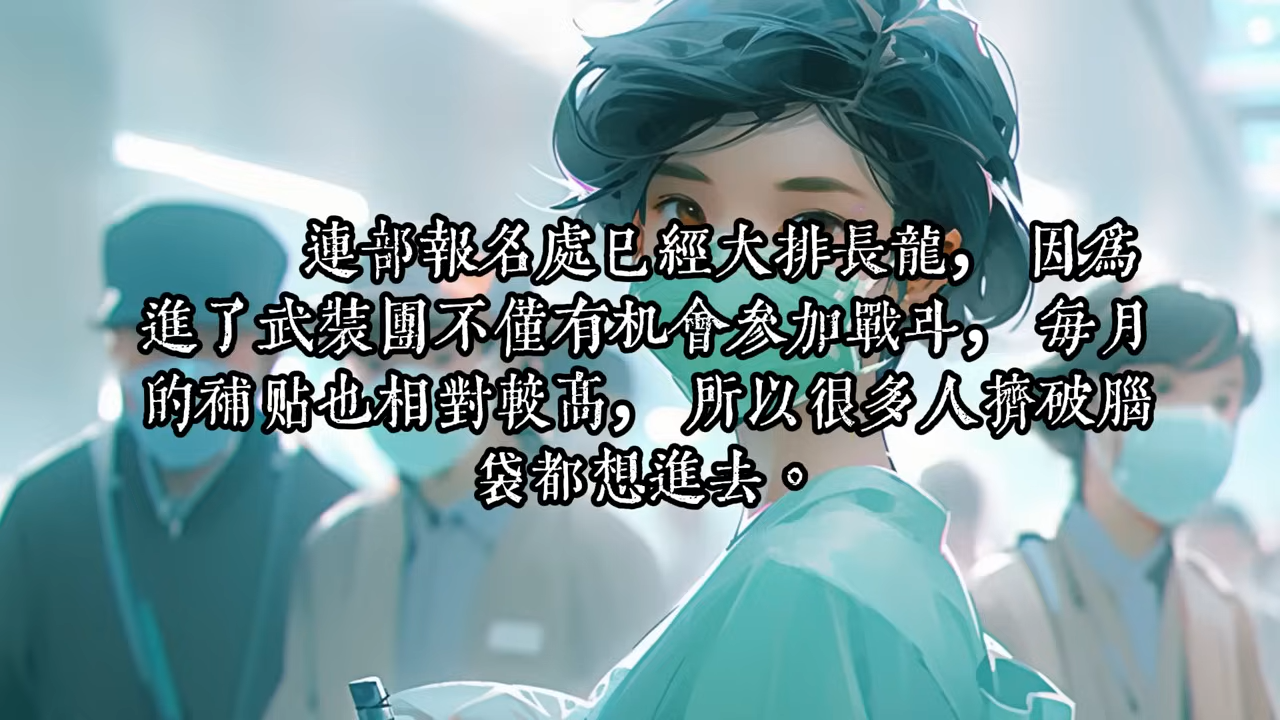 連部報名處已經大排長龍， 因為
進了武裝團不僅有机會參加戰斗， 每月
的補贴也相對較高， 所以很多人擠破腦
袋都想進去。